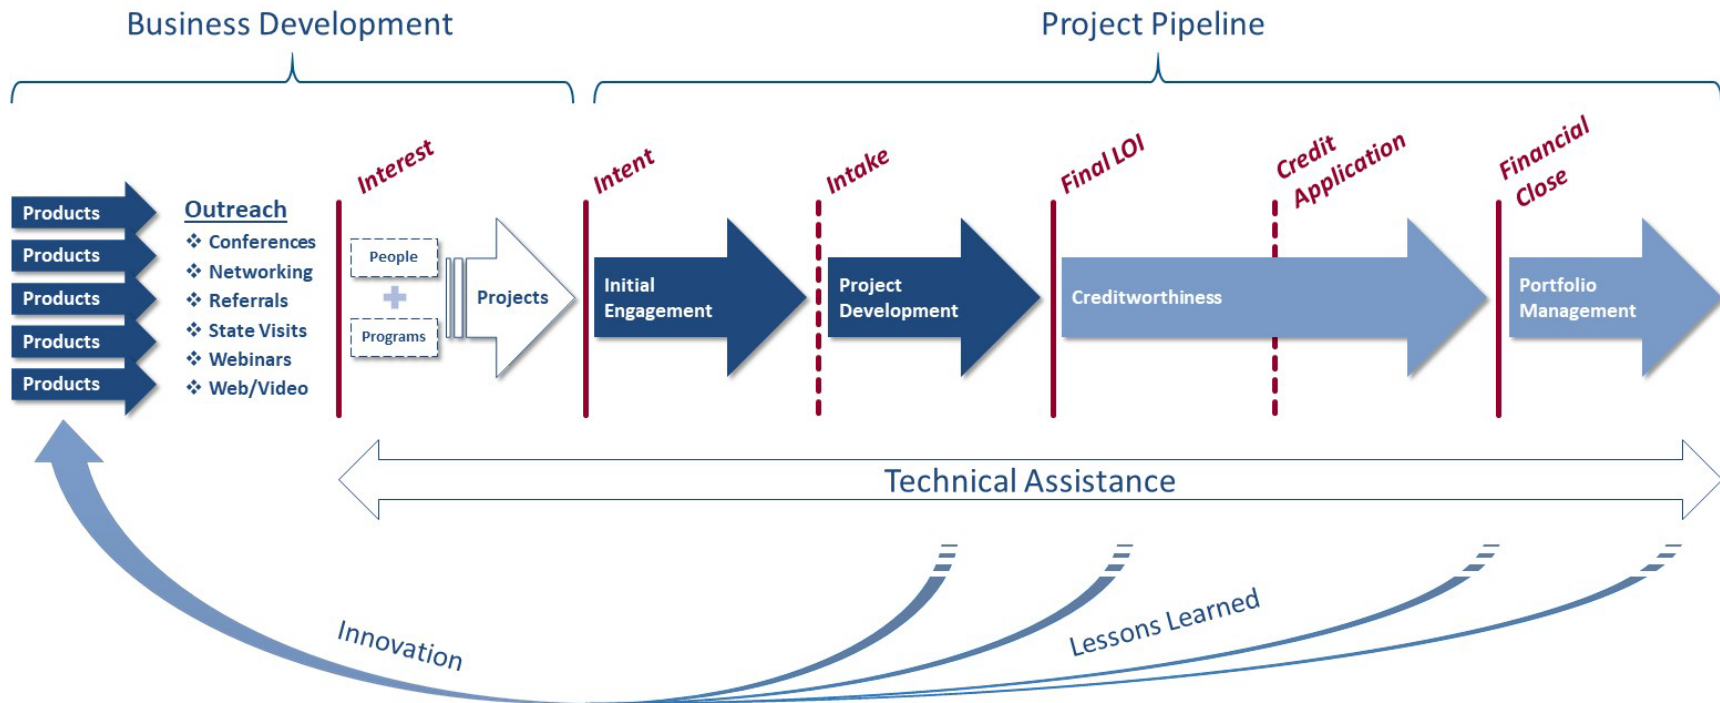 Business Development
Project Pipeline
Interest
Intent
Intake
Final LOI
Credit
Application
Financial
Close
Products
Products
Products
Products
Products
Outreach
❖ Conferences
❖ Networking
❖ Referrals
❖ State Visits
❖ Webinars
❖ Web/Video
People
+
Programs
Projects
Initial
Engagement
Project
Development
Creditworthiness
Portfolio
Management
Technical Assistance
Innovation
Lessons Learned